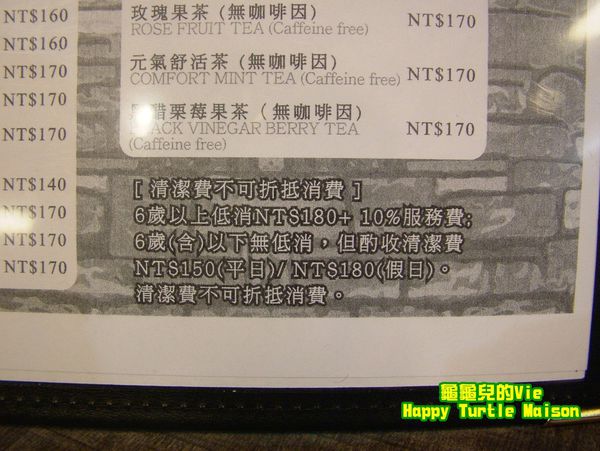 NT$160
NT$160
NT$170
NT$170
NT$170
NT$140
NT$170
NT$170
NT$170
玫瑰果茶（無咖啡因） NT$170
ROSE FRUIT TEA (Caffeine free)
元氣舒活茶（無咖啡因） NT$170
COMFORT MINT TEA (Caffeine free)
醋栗莓果茶（無咖啡因） NT$170
VINEGAR BERRY TEA
(Caffeine free)
[ 清潔費不可折抵消費 ]
6歲以上低消NT$180+ 10%服務費;
6歲(含)以下無低消，但酌收清潔費
NT$150(平日)/ NT$180(假日)。
清潔費不可折抵消費。
龜龜兒的Vie
Happy Turtle Maison